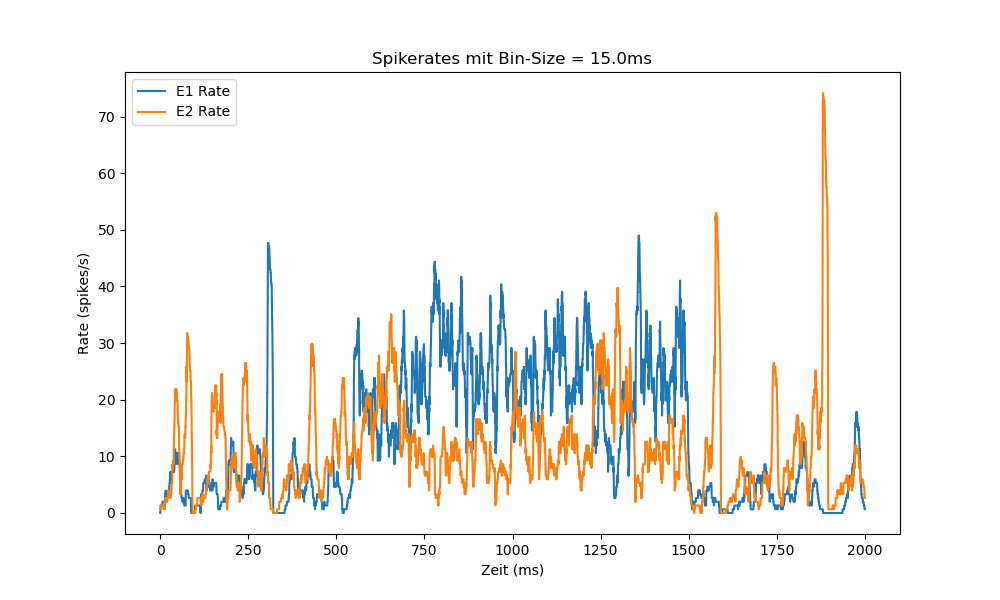 Spikerates mit Bin-Size = 15.0ms
E1 Rate
E2 Rate
Rate (spikes/s)
70
60
50
40
30
20
10
0
0 250 500 750 1000 1250 1500 1750 2000
Zeit (ms)